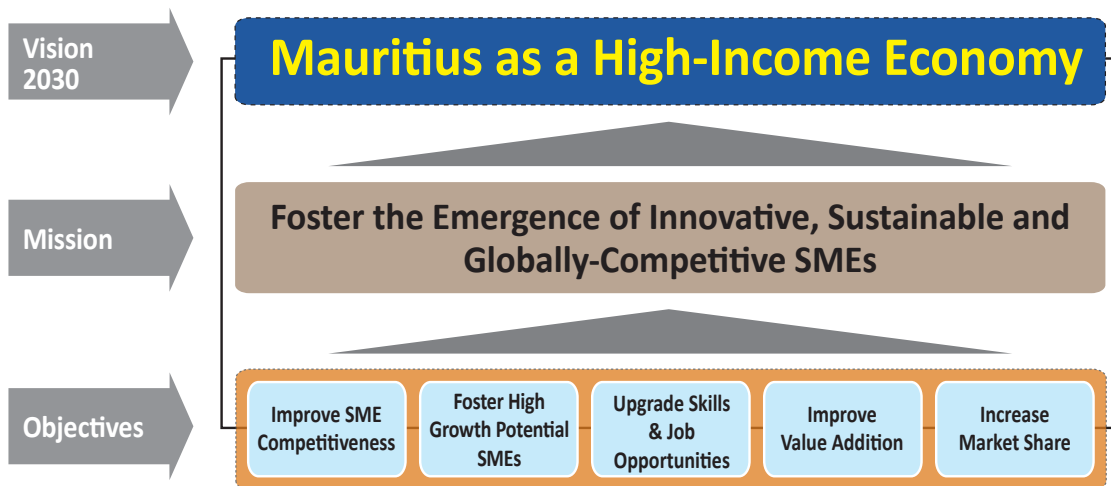 Vision
2030
Mauritius as a High-Income Economy
Mission
Foster the Emergence of Innovative, Sustainable and
Globally-Competitive SMEs
Objectives
Improve SME
Competitiveness
Foster High
Growth Potential
SMEs
Upgrade Skills
& Job
Opportunities
Improve
Value Addition
Increase
Market Share